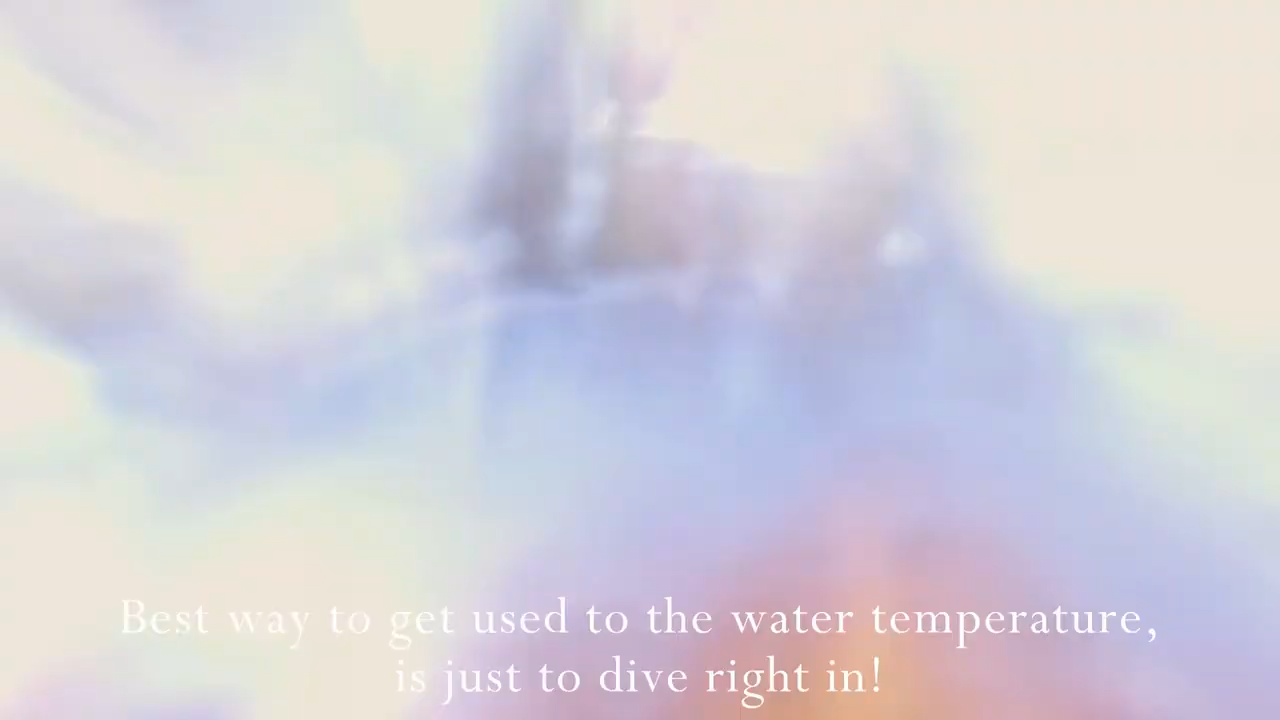 Best way to get used to the water temperature,
is just to dive right in!